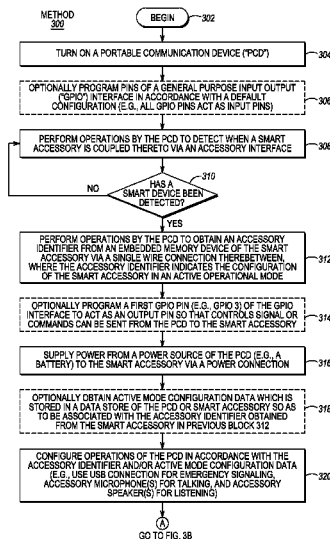 METHOD
300
BEGIN
302
TURN ON A PORTABLE COMMUNICATION DEVICE ("PCD")
304
OPTIONALLY PROGRAM PINS OF A GENERAL PURPOSE INPUT OUTPUT
("GPIO") INTERFACE IN ACCORDANCE WITH A DEFAULT
CONFIGURATION (E.G., ALL GPIO PINS ACT AS INPUT PINS)
306
PERFORM OPERATIONS BY THE PCD TO DETECT WHEN A SMART
ACCESSORY IS COUPLED THERETO VIA AN ACCESSORY INTERFACE
308
310
HAS A
SMART DEVICE BEEN
DETECTED?
NO
YES
PERFORM OPERATIONS BY THE PCD TO OBTAIN AN ACCESSORY
IDENTIFIER FROM AN EMBEDDED MEMORY DEVICE OF THE SMART
ACCESSORY VIA A SINGLE WIRE CONNECTION THEREBETWEEN,
WHERE THE ACCESSORY IDENTIFIER INDICATES THE CONFIGURATION
OF THE SMART ACCESSORY IN AN ACTIVE OPERATIONAL MODE
312
OPTIONALLY PROGRAM A FIRST GPIO PIN (E.G., GPIO 3) OF THE GPIO
INTERFACE TO ACT AS AN OUTPUT PIN SO THAT CONTROLS SIGNAL OR
COMMANDS CAN BE SENT FROM THE PCD TO THE SMART ACCESSORY
314
SUPPLY POWER FROM A POWER SOURCE OF THE PCD (E.G., A
BATTERY) TO THE SMART ACCESSORY VIA A POWER CONNECTION
316
OPTIONALLY OBTAIN ACTIVE MODE CONFIGURATION DATA WHICH IS
STORED IN A DATA STORE OF THE PCD OR SMART ACCESSORY SO AS
TO BE ASSOCIATED WITH THE ACCESSORY IDENTIFIER OBTAINED
FROM THE SMART ACCESSORY IN PREVIOUS BLOCK 312
318
CONFIGURE OPERATIONS OF THE PCD IN ACCORDANCE WITH THE
ACCESSORY IDENTIFIER AND/OR ACTIVE MODE CONFIGURATION DATA
(E.G., USE USB CONNECTION FOR EMERGENCY SIGNALING,
ACCESSORY MICROPHONE(S) FOR TALKING, AND ACCESSORY
SPEAKER(S) FOR LISTENING)
320
A
GO TO FIG. 3B